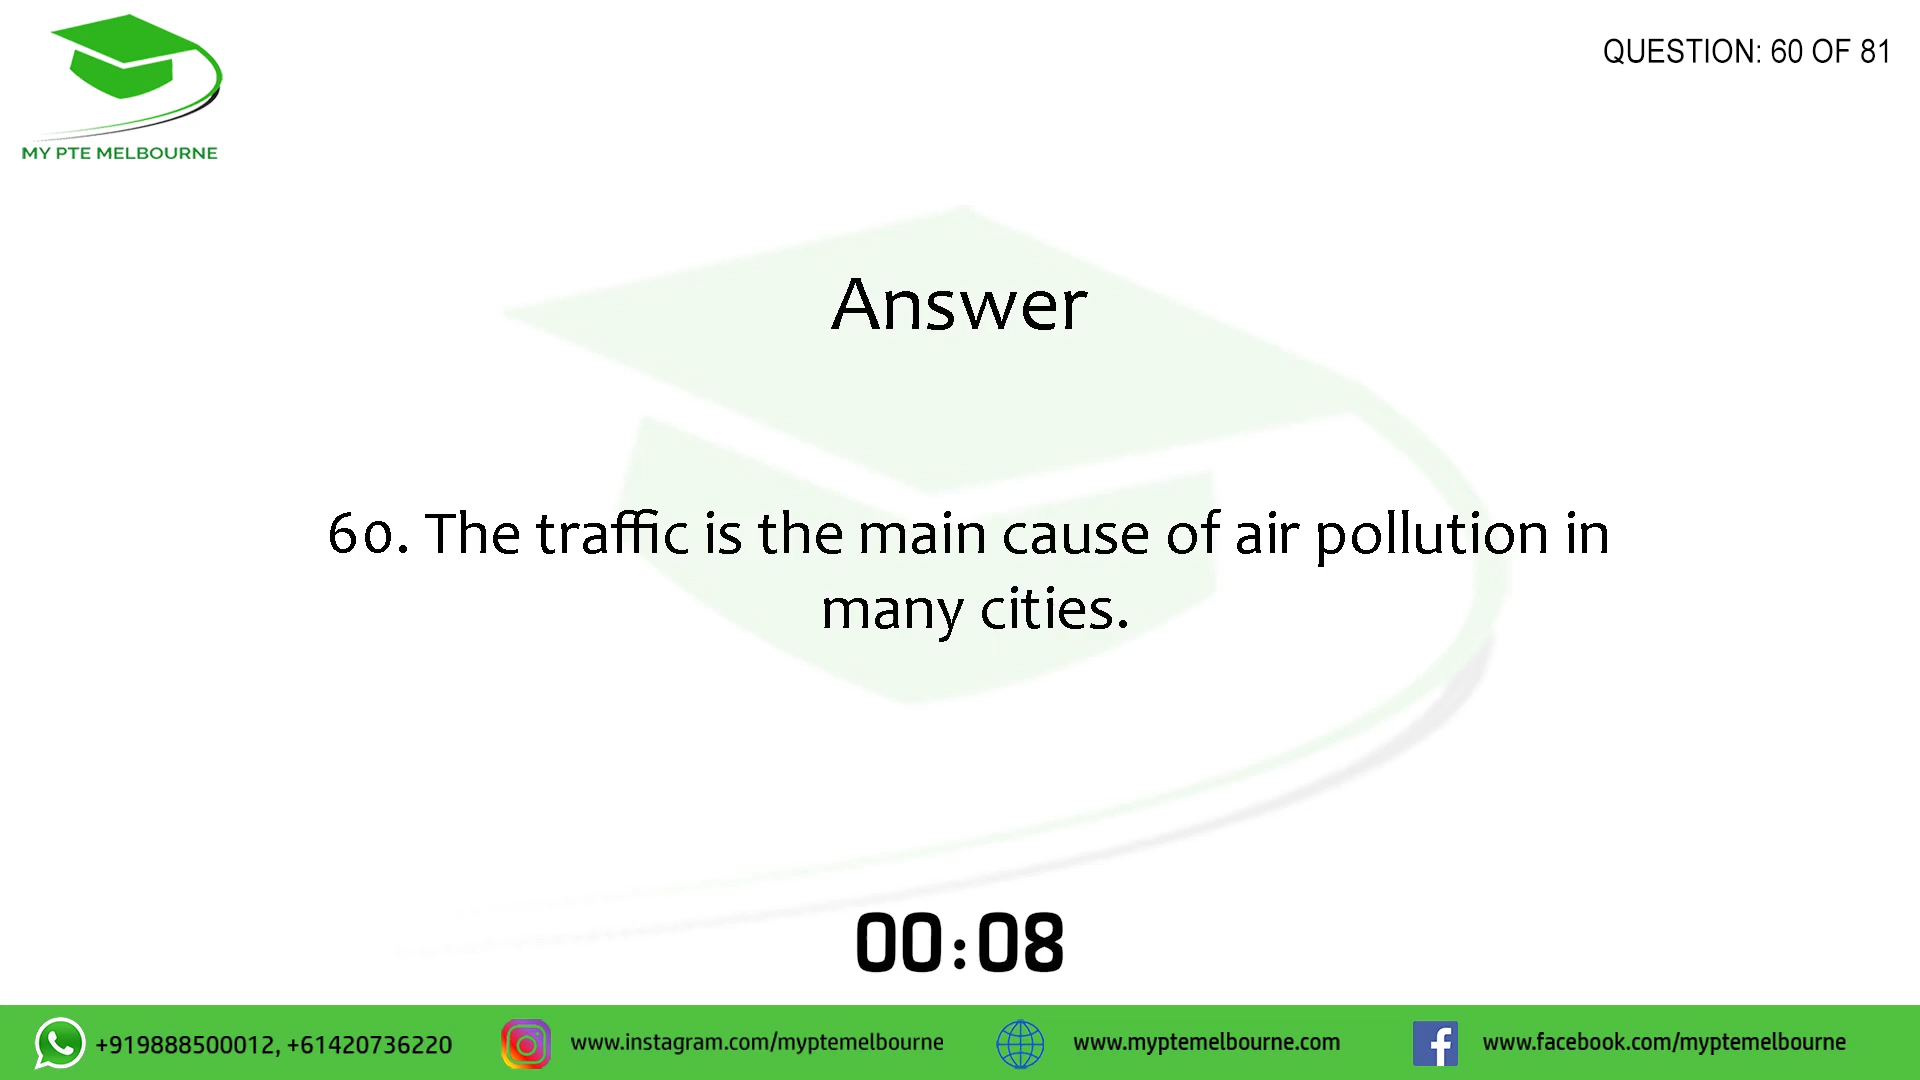 MY PTE MELBOURNE
QUESTION: 60 OF 81
Answer
60. The traffic is the main cause of air pollution in
many cities.
00:08
+919888500012, +61420736220
www.instagram.com/myptemelbourne
www.myptemelbourne.com
www.facebook.com/myptemelbourne